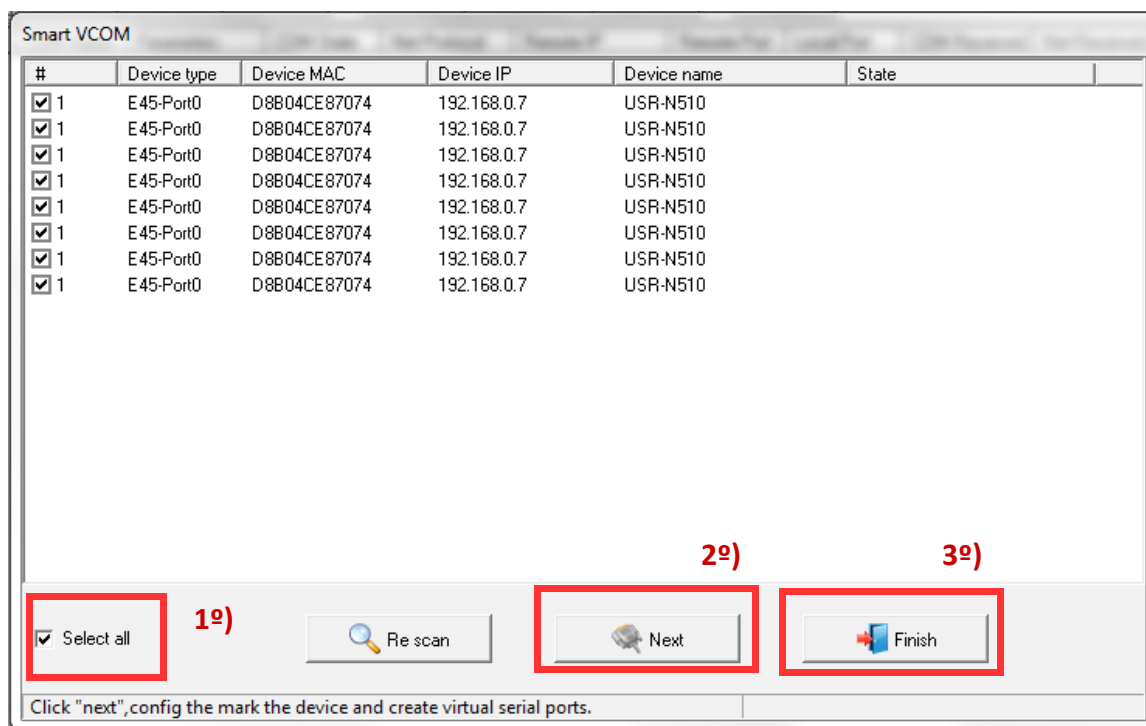 Smart VCOM
# Device type Device MAC Device IP Device name State
1 E45-Port0 D8B04CE87074 192.168.0.7 USR-N510
1 E45-Port0 D8B04CE87074 192.168.0.7 USR-N510
1 E45-Port0 D8B04CE87074 192.168.0.7 USR-N510
1 E45-Port0 D8B04CE87074 192.168.0.7 USR-N510
1 E45-Port0 D8B04CE87074 192.168.0.7 USR-N510
1 E45-Port0 D8B04CE87074 192.168.0.7 USR-N510
1 E45-Port0 D8B04CE87074 192.168.0.7 USR-N510
1 E45-Port0 D8B04CE87074 192.168.0.7 USR-N510
2º) 3º)
Select all 1º) Re scan Next Finish
Click "next",config the mark the device and create virtual serial ports.